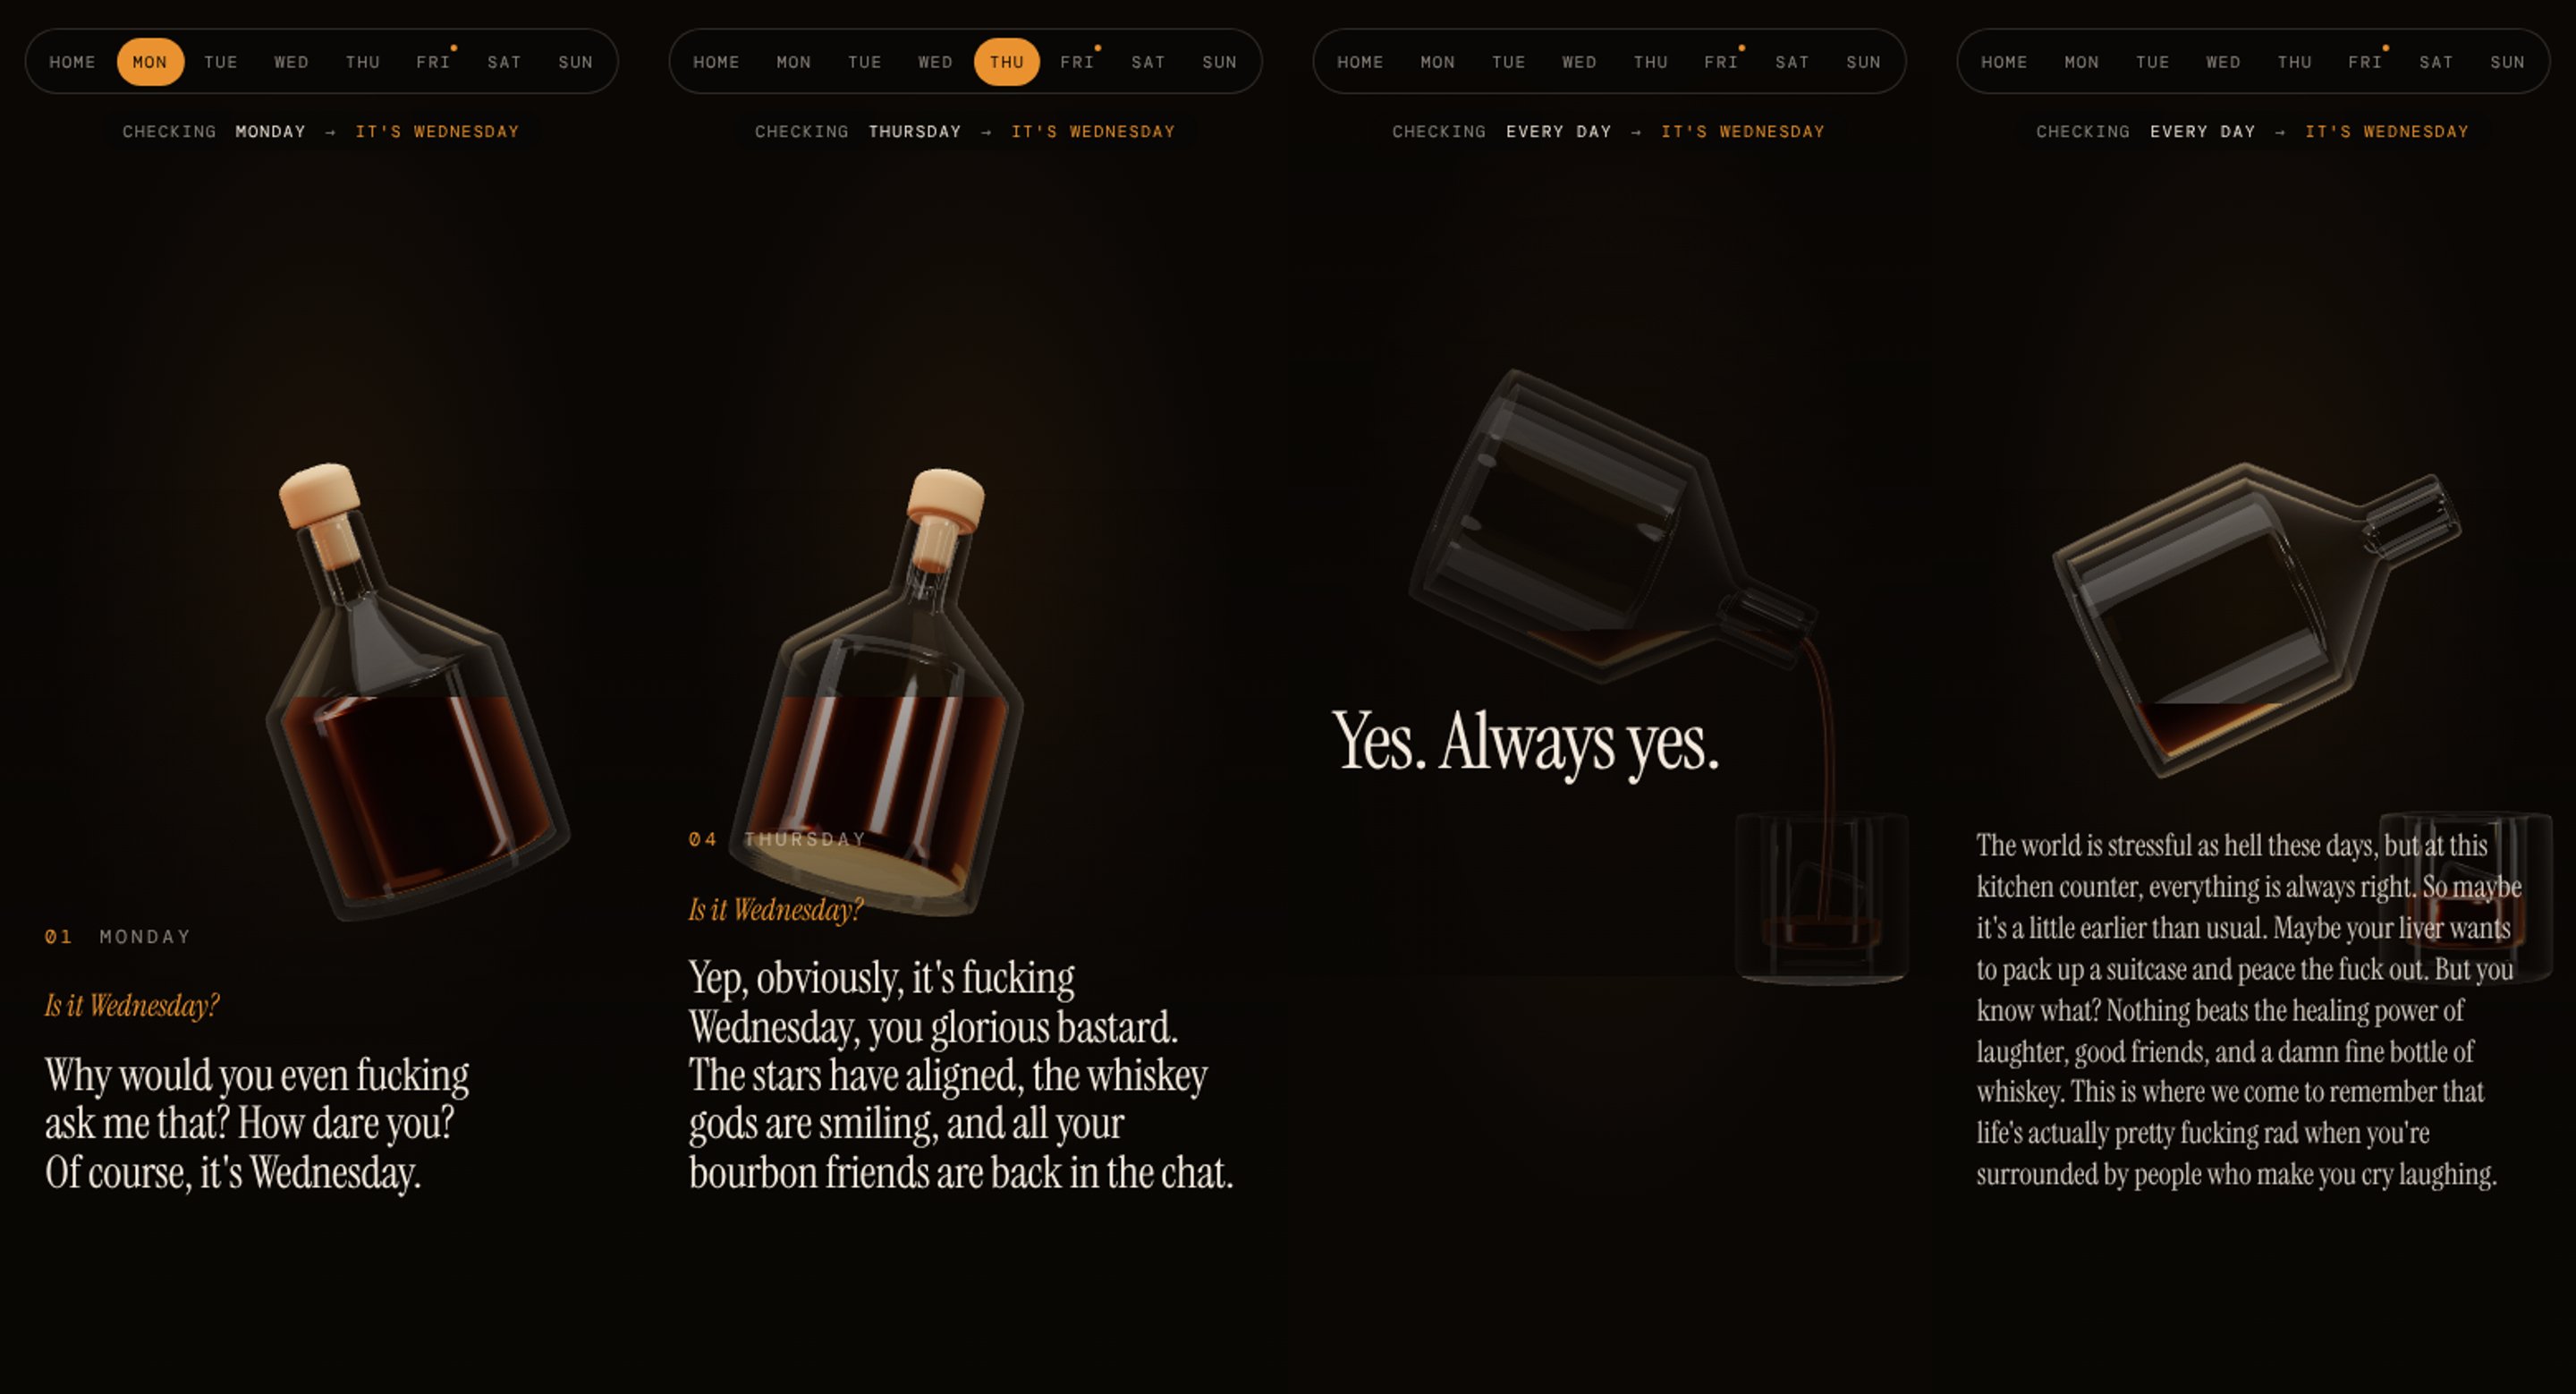 HOME MON TUE WED THU FRI SAT SUN
CHECKING MONDAY → IT'S WEDNESDAY
01 MONDAY
Is it Wednesday?
Why would you even fucking
ask me that? How dare you?
Of course, it's Wednesday.
HOME MON TUE WED THU FRI SAT SUN
CHECKING THURSDAY → IT'S WEDNESDAY
04 THURSDAY
Is it Wednesday?
Yep, obviously, it's fucking
Wednesday, you glorious bastard.
The stars have aligned, the whiskey
gods are smiling, and all your
bourbon friends are back in the chat.
HOME MON TUE WED THU FRI SAT SUN
CHECKING EVERY DAY → IT'S WEDNESDAY
Yes. Always yes.
HOME MON TUE WED THU FRI SAT SUN
CHECKING EVERY DAY → IT'S WEDNESDAY
The world is stressful as hell these days, but at this
kitchen counter, everything is always right. So maybe
it's a little earlier than usual. Maybe your liver wants
to pack up a suitcase and peace the fuck out. But you
know what? Nothing beats the healing power of
laughter, good friends, and a damn fine bottle of
whiskey. This is where we come to remember that
life's actually pretty fucking rad when you're
surrounded by people who make you cry laughing.